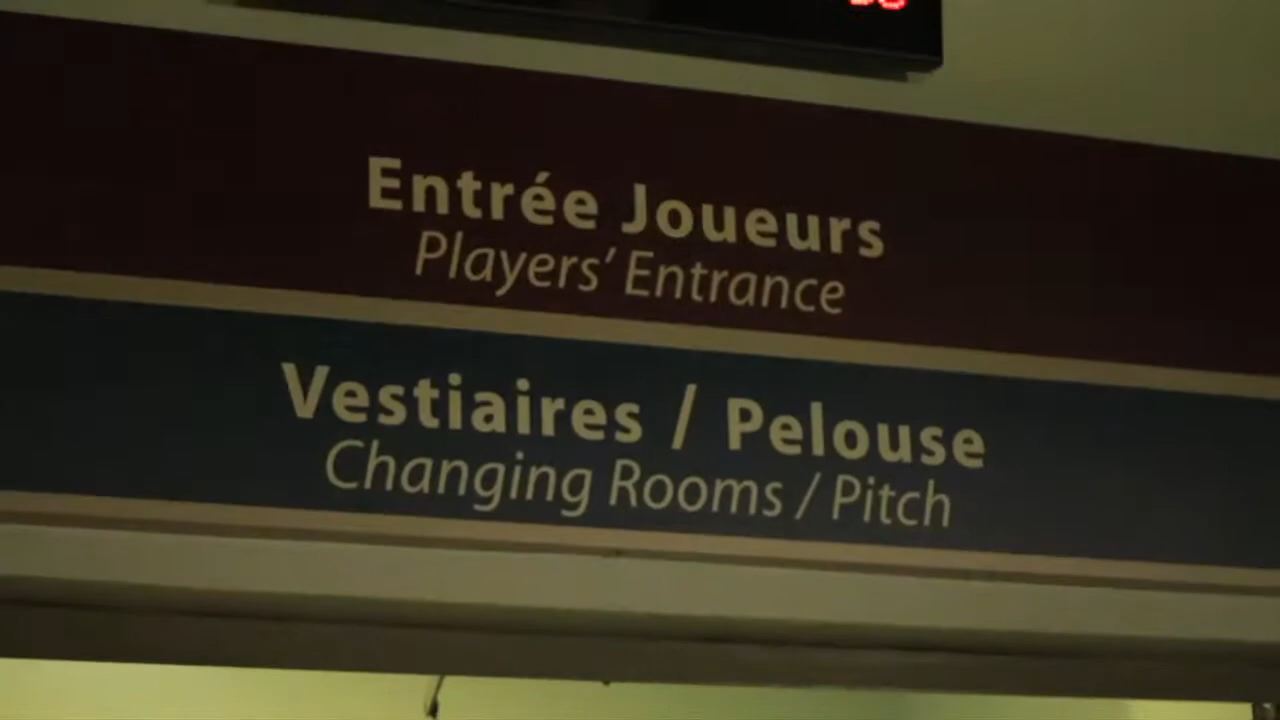 Entrée Joueurs
Players’ Entrance
Vestiaires / Pelouse
Changing Rooms / Pitch